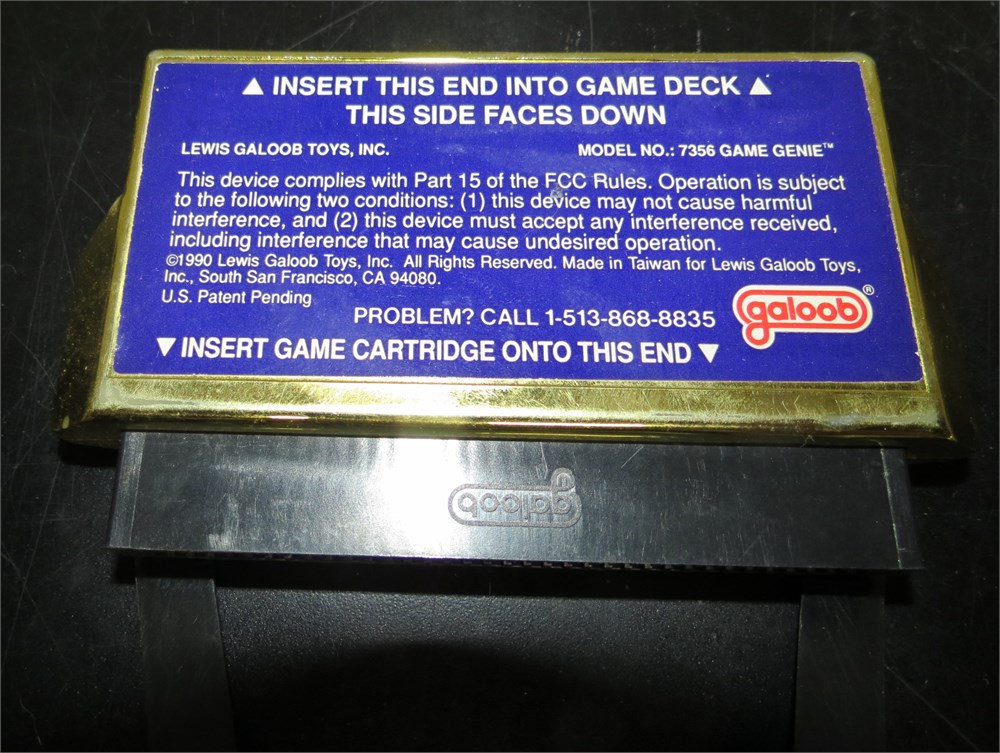 ▲ INSERT THIS END INTO GAME DECK ▲
THIS SIDE FACES DOWN
LEWIS GALOOB TOYS, INC. MODEL NO.: 7356 GAME GENIE™
This device complies with Part 15 of the FCC Rules. Operation is subject
to the following two conditions: (1) this device may not cause harmful
interference, and (2) this device must accept any interference received,
including interference that may cause undesired operation.
©1990 Lewis Galoob Toys, Inc. All Rights Reserved. Made in Taiwan for Lewis Galoob Toys,
Inc., South San Francisco, CA 94080.
U.S. Patent Pending
PROBLEM? CALL 1-513-868-8835
galoob®
▼ INSERT GAME CARTRIDGE ONTO THIS END ▼
galoob